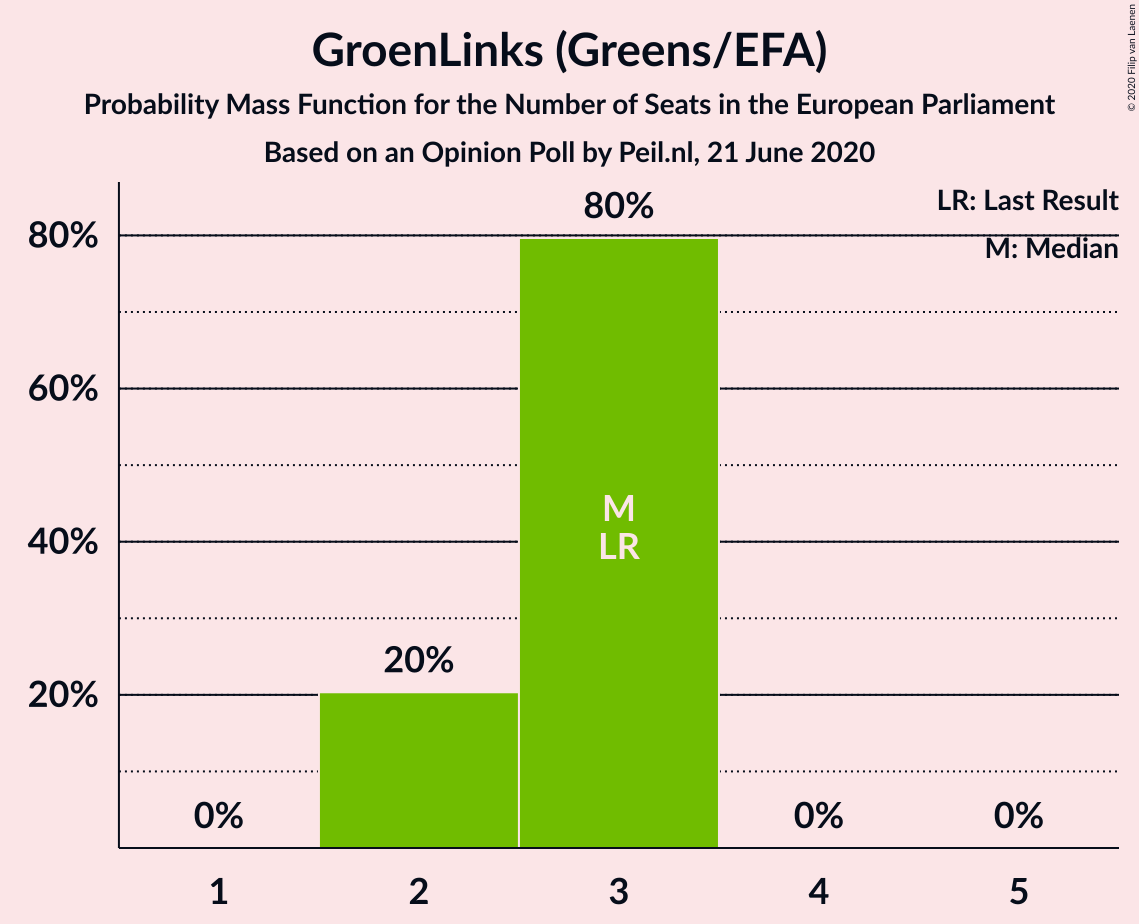 GroenLinks (Greens/EFA)
Probability Mass Function for the Number of Seats in the European Parliament
Based on an Opinion Poll by Peil.nl, 21 June 2020
© 2020 Filip van Laenen
LR: Last Result
M: Median
80%
60%
40%
20%
0%
20%
80%
M
LR
0%
0%
1
2
3
4
5